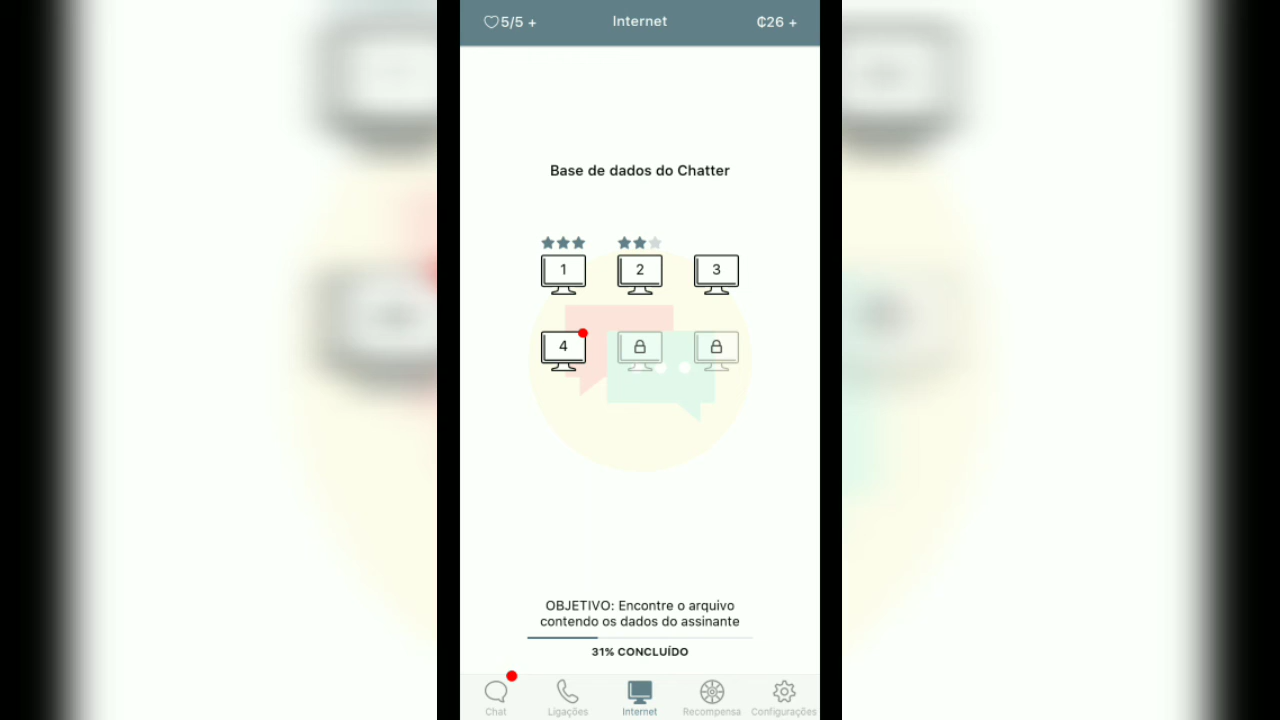 5/5 +
Internet
₵26 +
Base de dados do Chatter
1
2
3
4
OBJETIVO: Encontre o arquivo
contendo os dados do assinante
31% CONCLUÍDO
Chat
Ligações
Internet
Recompensa
Configurações